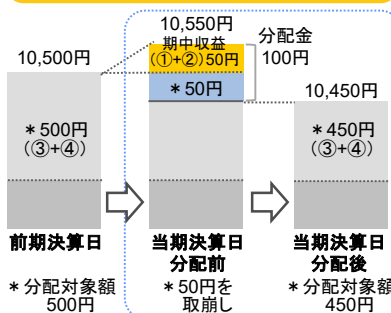 10,550円
期中収益
(①+②)50円
分配金
100円
10,500円
＊50円
10,450円
＊500円
(③+④)
＊450円
(③+④)
前期決算日
当期決算日
分配前
当期決算日
分配後
＊分配対象額
500円
＊50円を
取崩し
＊分配対象額
450円